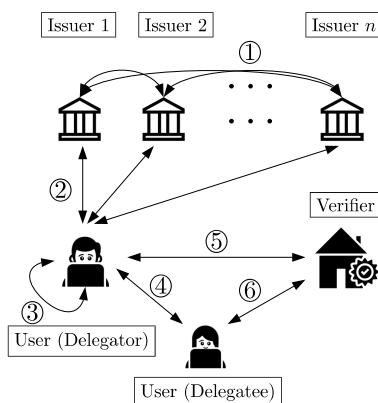 Issuer 1 Issuer 2 Issuer n
①
. . .
. . .
②
Verifier
⑤
④ ⑥
③
User (Delegator)
User (Delegatee)